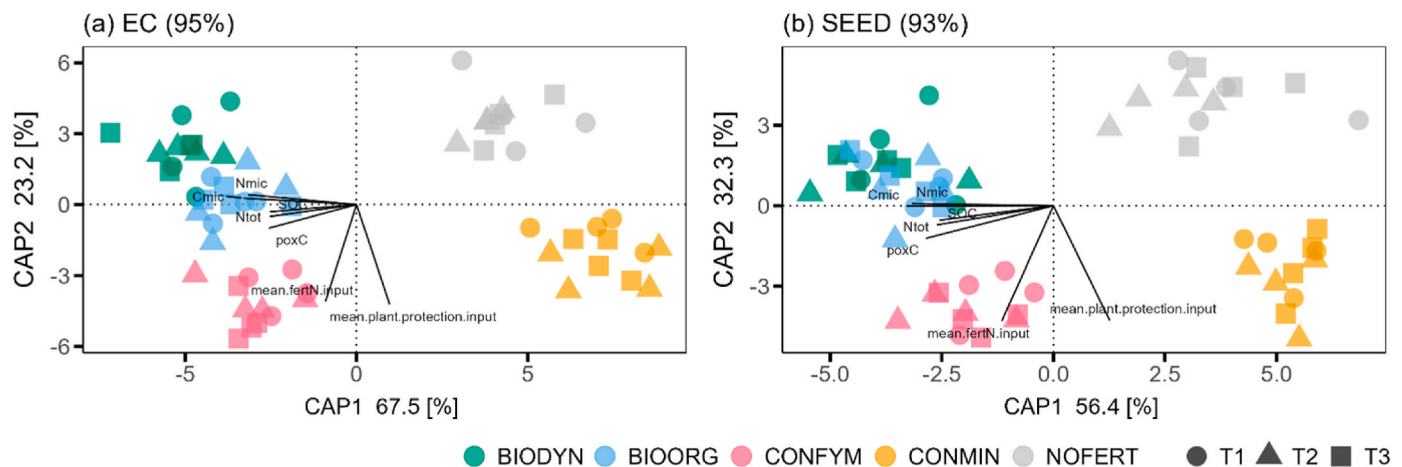 (a) EC (95%)
CAP2 23.2 [%]
6
3
0
-3
-6
Nmic
Cmic
SOC
Ntot
poxC
mean.fertN.input
mean.plant.protection.input
-5
0
5
CAP1 67.5 [%]
(b) SEED (93%)
CAP2 32.3 [%]
3
0
-3
Nmic
Cmic
SOC
Ntot
poxC
mean.plant.protection.input
mean.fertN.input
-5.0
-2.5
0.0
2.5
5.0
CAP1 56.4 [%]
BIODYN BIOORG CONFYM CONMIN NOFERT T1 T2 T3